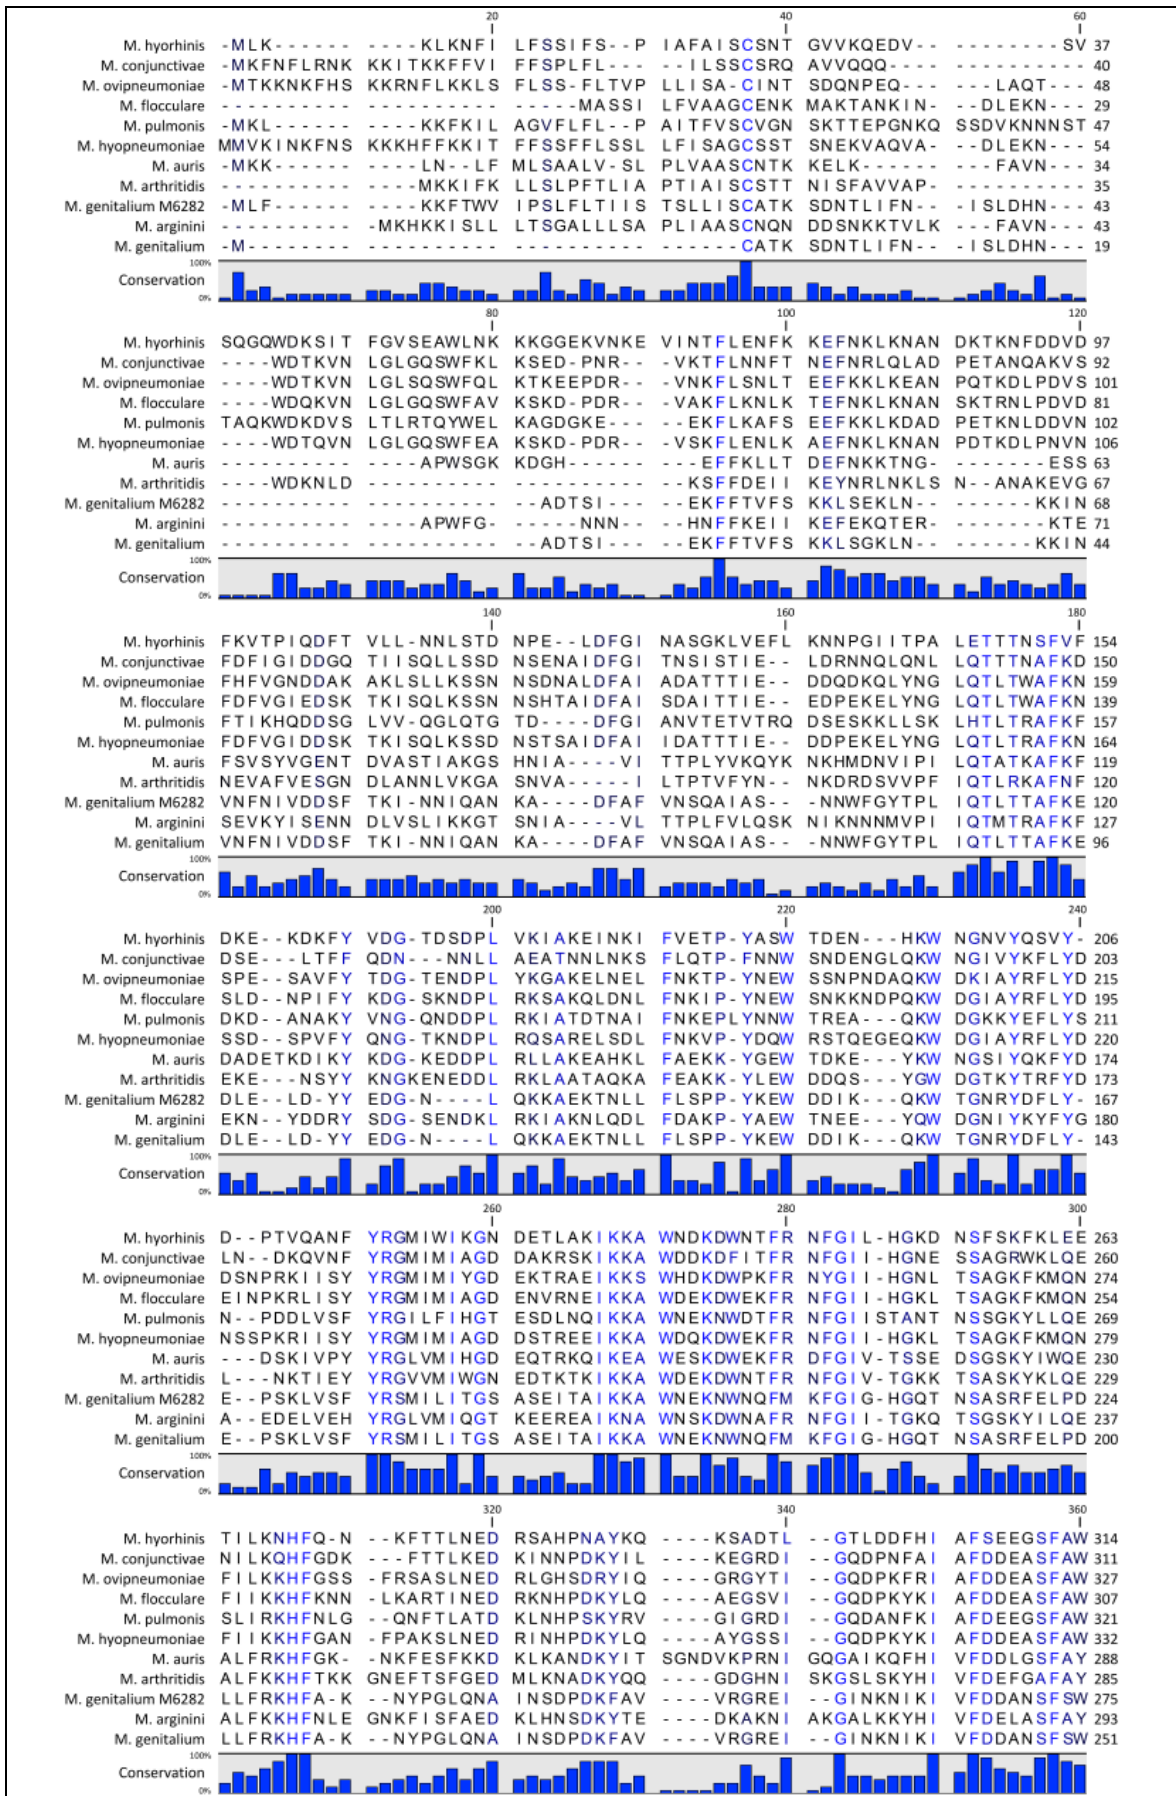 20 40 60
M. hyorhinis -MLK------- ----KLKNFI LFSSIFS--P IAFAISCSNT GVVKQEDV-- --------SV 37
M. conjunctivae -MKFNFLRNK KKITKKFFVI FFSPLFL--- --ILSSCSRQ AVVQQQ---- ---------- 40
M. ovipneumoniae -MTKKNKFHS KKRNFLKKLS FLSS-FLTVP LLISA-CINT SDQNPEQ--- ----LAQT-- 48
M. flocculare ---------- ---------- ------MASSI LFVAAGCENK MAKTANKIN- ---DLEKN--- 29
M. pulmonis -MKL------ ----KKFKIL AGVFLFL--P AITFVSCVGN SKTTEPGNKQ SSDVKNNNST 47
M. hyopneumoniae MMVKINKFNS KKKHFFKKIT FFSSFFLSSL LFISAGCSST SNEKVAQVA- ---DLEKN--- 54
M. auris -MKK------ -----LN--LF MLSAALV-SL PLVAASCNTK KELK------ ----FAVN--- 34
M. arthritidis ---------- ----MKKIFK LLSLPFTLIA PTIAISCSTT NISFAVVAP- ---------- 35
M. genitalium M6282 -MLF------ ----KKFTWV IPSLFLTIIS TSLLISCATK SDNTLIFN-- --ISLDHN--- 43
M. arginini ---------- -MKHKKISLL LTSGALLLSA PLIAASCNQN DDSNKKTVLK ----FAVN--- 43
M. genitalium -M-------- ---------- ---------- ------CATK SDNTLIFN-- --ISLDHN--- 19
100%
Conservation
0%
80 100 120
M. hyorhinis SQGQWDKSIT FGVSEAWLNK KKGGEKVNKE VINTFLENFK KEFNKLKNAN DKTKNFDDVD 97
M. conjunctivae ----WDTKVN LGLGQSWFKL KSED-PNR-- -VKTFLNNFT NEFNRLQLAD PETANQAKVS 92
M. ovipneumoniae ----WDTKVN LGLSQSWFQL KTKEEPDR-- -VNKFLSNLT EEFKKLKEAN PQTKDLPDVS 101
M. flocculare ----WDQKVN LGLGQSWFAV KSKD-PDR-- -VAKFLKNLK TEFNKLKNAN SKTRNLPDVD 81
M. pulmonis TAQKWDKDVS LTLRTQYWEL KAGDGKE--- --EKFLKAFS EEFKKLKDAD PETKNLDDVN 102
M. hyopneumoniae ----WDTQVN LGLGQSWFEA KSKD-PDR-- -VSKFLENLK AEFNKLKNAN PDTKDLPNVN 106
M. auris ---------- -----APWSGK KDGH------ ---EFFKLLT DEFNKKTNG- -------ESS 63
M. arthritidis ----WDKNLD ---------- ---------- --KSFFDEII KEYNRLNKLS N--ANAKEVG 67
M. genitalium M6282 ---------- ---------- ----ADTSI-- --EKFFTVFS KKLSEKLN-- ------KKIN 68
M. arginini ---------- -----APWFG- ------NNN-- --HNFFKEII KEFEKQTER- -------KTE 71
M. genitalium ---------- ---------- ----ADTSI-- --EKFFTVFS KKLSGKLN-- ------KKIN 44
100%
Conservation
0%
140 160 180
M. hyorhinis FKVTPIQDFT VLL-NNLSTD NPE--LDFGI NASGKLVEFL KNNPGIITPA LETTTNSFVF 154
M. conjunctivae FDFIGIDDGQ TIISQLLSSD NSENAIDFGI TNSISTIE-- LDRNNQLQNL LQTTTNAFKD 150
M. ovipneumoniae FHFVGNDDAK AKLSLLKSSN NSDNALDFAI ADATTTIE-- DDQDKQLYNG LQTLTWAFKN 159
M. flocculare FDFVGIEDSK TKISQLKSSN NSHTAIDFAI SDAITTIE-- EDPEKELYNG LQTLTWAFKN 139
M. pulmonis FTIKHQDDSG LVV-QGLQTG TD----DFGI ANVTETVTRQ DSESKKLLSK LHTLTRAFKF 157
M. hyopneumoniae FDFVGIDDSK TKISQLKSSD NSTSAIDFAI IDATTTIE-- DDPEKELYNG LQTLTRAFKN 164
M. auris FSVSYVGENT DVASTIAKGS HNIA----VI TTPLYVKQYK NKHMDNVIPI LQTATKAFKF 119
M. arthritidis NEVAFVESGN DLANNLVKGA SNVA-----I LTPTVFYN-- NKDRDSVVPF IQTLRKAFNF 120
M. genitalium M6282 VNFNIVDDSF TKI-NNIQAN KA----DFAF VNSQAIAS-- NNWFGYTPL IQTLTTAFKE 120
M. arginini SEVKYISENN DLVSLIKKGT SNIA----VL TTPLFVLQSK NIKNNNMVPI IQTMTRAFKF 127
M. genitalium VNFNIVDDSF TKI-NNIQAN KA----DFAF VNSQAIAS-- NNWFGYTPL IQTLTTAFKE 96
100%
Conservation
0%
200 220 240
M. hyorhinis DKE--KDKFY VDG-TDSDPL VKIAKEINKI FVETP-YASW TDEN---HKW NGNVYQSVY- 206
M. conjunctivae DSE---LTFF QDN---NNLL AEATNNLNKS FLQTP-FNNW SNDENGLQKW NGIVYKFLYD 203
M. ovipneumoniae SPE---SAVFY TDG-TENDPL YKGAKELNEL FNKTP-YNEW SSNPNDAQKW DKIAYRFLYD 215
M. flocculare SLD--NPIFY KDG-SKNDPL RKSAKQLDNL FNKIP-YNEW SNKKNDPQKW DGIAYRFLYD 195
M. pulmonis DKD--ANAKY VNG-QNDDPL RKIATDTNAI FNKEPLYNNW TREA---QKW DGKKYEFLYS 211
M. hyopneumoniae SSD--SPVFY QNG-TKNDPL RQSARELSDL FNKVP-YDQW RSTQEGEQKW DGIAYRFLYD 220
M. auris DADETKDIKY KDG-KEDDPL RLLAKEAHKL FAEKK-YGEW TDKE---YKW NGSIYQKFYD 174
M. arthritidis EKE---NSYY KNGKENEDDL RKLAATAQKA FEAKK-YLEW DDQS---YGW DGTKYTRFYD 173
M. genitalium M6282 DLE--LD-YY EDG-N----L QKKAEKTNLL FLSPP-YKEW DDIK---QKW TGNRYDFLY- 167
M. arginini EKN--YDDRY SDG-SENDKL RKIAKNLQDL FDAKP-YAEW TNEE---YQW DGNIYKYFYG 180
M. genitalium DLE--LD-YY EDG-N----L QKKAEKTNLL FLSPP-YKEW DDIK---QKW TGNRYDFLY- 143
100%
Conservation
0%
260 280 300
M. hyorhinis D--PTVQANF YRGMIWIKGN DETLAKIKKA WNDKDWNTFR NFGIL-HGKD NSFSKFKLEE 263
M. conjunctivae LN--DKQVNF YRGMIMIAGD DAKRSKIKKA WDDKDFITFR NFGII-HGNE SSAGRWKLQE 260
M. ovipneumoniae DSNPRKIISY YRGMIMIYGD EKTRAEIKKS WHDKDWPKFR NYGII-HGNL TSAGKFKMQN 274
M. flocculare EINPKRLISY YRGMIMIAGD ENVRNEIKKA WDEKDWEKFR NFGII-HGKL TSAGKFKMQN 254
M. pulmonis N--PDDLVSF YRGILFIHGT ESDLNQIKKA WNEKNWDTFR NFGIISTANT NSSGKYLLQE 269
M. hyopneumoniae NSSPKRIISY YRGMIMIAGD DSTREEIKKA WDQKDWEKFR NFGII-HGKL TSAGKFKMQN 279
M. auris ---DSKIVPY YRGLVMIHGD EQTRKQIKEA WESKDWEKFR DFGIV-TSSE DSGSKYIWQE 230
M. arthritidis L--NKTIEY YRGVVMIWGN EDTKTKIKKA WNEKDWNTFR NFGIV-TGKK TSASKYKLQE 229
M. genitalium M6282 E--PSKLVSF YRSMILITGS ASEITAIKKA WNEKNWNQFM KFGIG-HGQT NSASRFELPD 224
M. arginini A--EDELVEH YRGLVMIQGT KEEREAIKNA WNSKDWNAFR NFGII-TGKQ TSGSKYILQE 237
M. genitalium E--PSKLVSF YRSMILITGS ASEITAIKKA WNEKNWNQFM KFGIG-HGQT NSASRFELPD 200
100%
Conservation
0%
320 340 360
M. hyorhinis TILKNHFQ-N --KFTTLNED RSAHPNAYKQ ----KSADTL --GTLDDFHI AFSEEGSFAW 314
M. conjunctivae NILKQHFGDK ---FTTLKED KINNPDKYIL ----KEGRDI --GQDPNFAI AFDDEASFAW 311
M. ovipneumoniae FILKKHFGSS -FRSASLNED RLGHSDRYIQ ----GRGYTI --GQDPKFRI AFDDEASFAW 327
M. flocculare FIIKKHFKNN -LKARTINED RKNHPDKYLQ ----AEGSVI --GQDPKYKI AFDDEASFAW 307
M. pulmonis SLIRKHFNLG --QNFTLATD KLNHPSKYRV ----GIGRDI --GQDANFKI AFDEEGSFAW 321
M. hyopneumoniae FIIKKHFGAN -FPAKSLNED RINHPDKYLQ ----AYGSSI --GQDPKYKI AFDDEASFAW 332
M. auris ALFRKHFGK- -NKFESFKKD KLKANDKYIT SGNDVKPRNI GQGAIKQFHI VFDDLGSFAY 288
M. arthritidis ALFKKHFTKK GNEFTSFGED MLKNADKYQQ ----GDGHNI SKGSLSKYHI VFDEFGAFAY 285
M. genitalium M6282 LLFRKHFA-K --NYPGLQNA INSDPDKFAV ----VRGREI --GINKNIKI VFDDANSFSW 275
M. arginini ALFKKHFNLE GNKFISFAED KLHNSDKYTE ----DKAKNI AKGALKKYHI VFDELASFAY 293
M. genitalium LLFRKHFA-K --NYPGLQNA INSDPDKFAV ----VRGREI --GINKNIKI VFDDANSFSW 251
100%
Conservation
0%